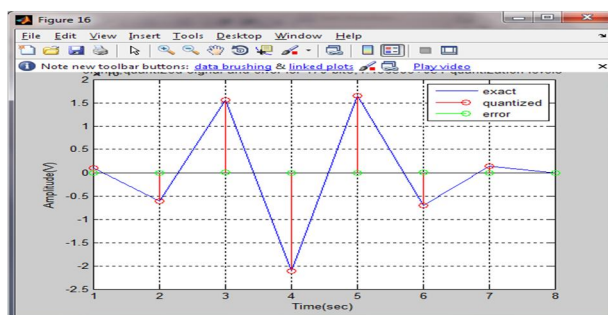 Figure 16
File Edit View Insert Tools Desktop Window Help
Note new toolbar buttons: data brushing & linked plots Play video
2
1.5
1
0.5
0
-0.5
-1
-1.5
-2
-2.5
Amplitude(V)
exact
quantized
error
1 2 3 4 5 6 7 8
Time(sec)